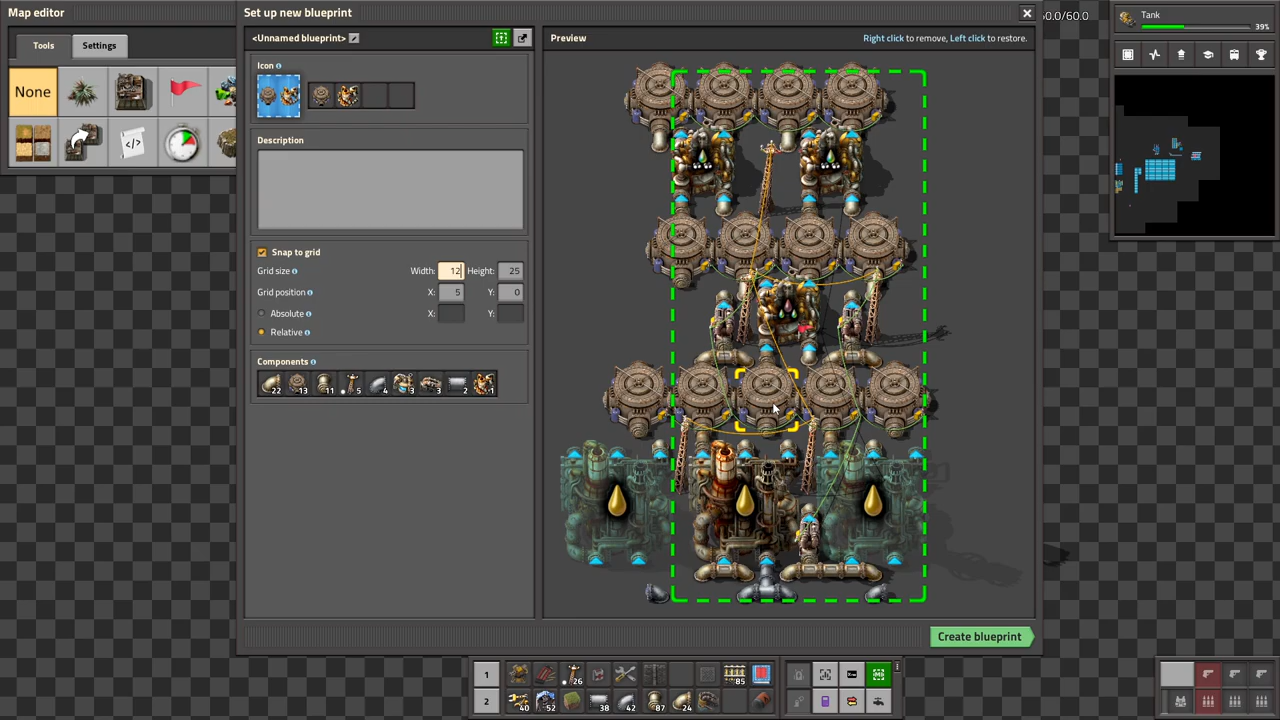 Map editor
Tools
Settings
None
Set up new blueprint
<Unnamed blueprint>
Icon
Description
Snap to grid
Grid size
Width:
12
Height:
25
Grid position
X:
5
Y:
0
Absolute
X:
Y:
Relative
Components
22
13
11
5
4
3
3
2
1
Preview
Right click to remove, Left click to restore.
Create blueprint
0.0/60.0
Tank
39%
1
26
85
2
40
52
38
42
87
24